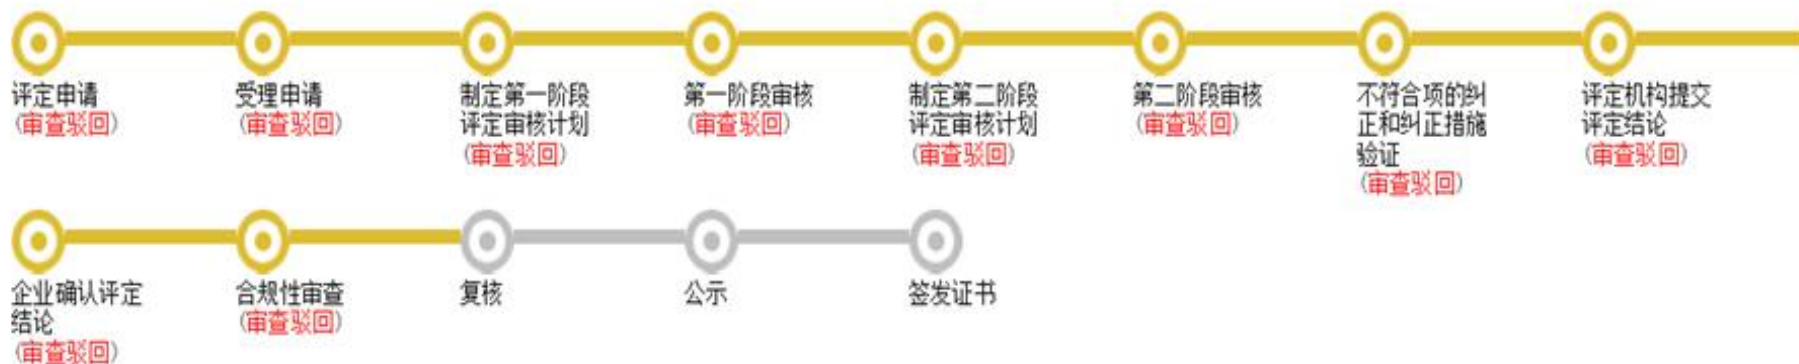 评定申请
(审查驳回)
受理申请
(审查驳回)
制定第一阶段
评定审核计划
(审查驳回)
第一阶段审核
(审查驳回)
制定第二阶段
评定审核计划
(审查驳回)
第二阶段审核
(审查驳回)
不符合项的纠
正和纠正措施
验证
(审查驳回)
评定机构提交
评定结论
(审查驳回)
企业确认评定
结论
(审查驳回)
合规性审查
(审查驳回)
复核
公示
签发证书